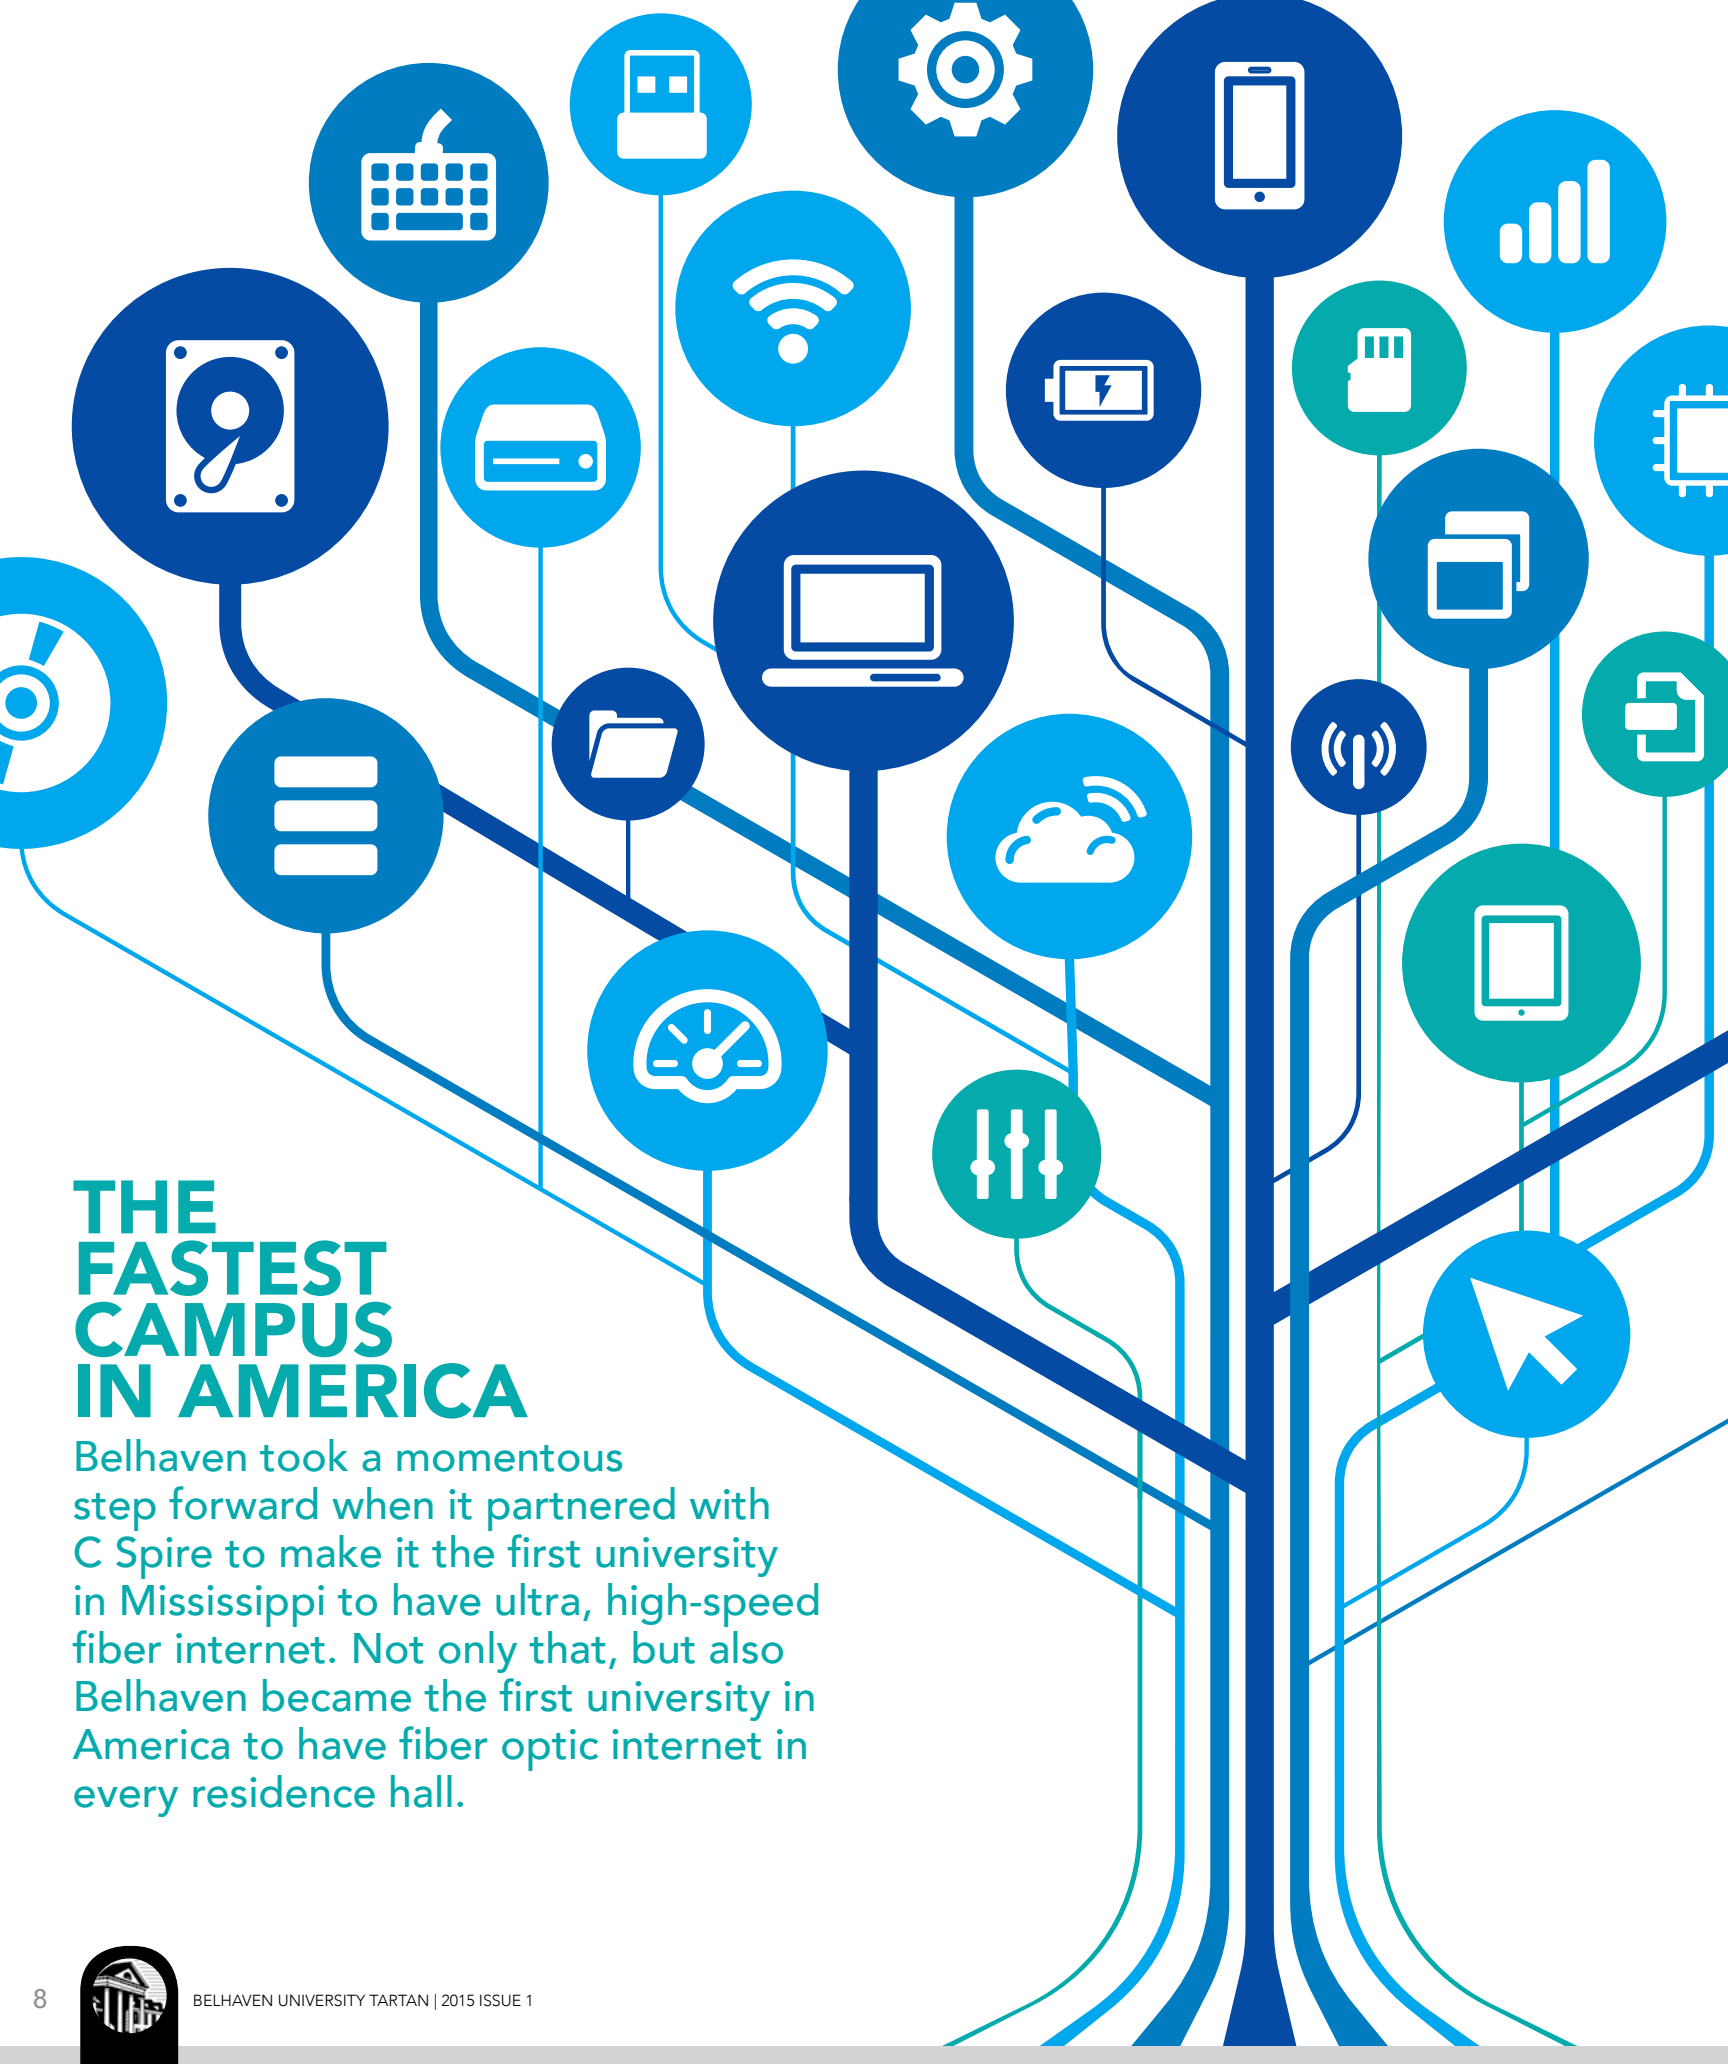 THE
FASTEST
CAMPUS
IN AMERICA
Belhaven took a momentous
step forward when it partnered with
C Spire to make it the first university
in Mississippi to have ultra, high-speed
fiber internet. Not only that, but also
Belhaven became the first university in
America to have fiber optic internet in
every residence hall.
8
BELHAVEN UNIVERSITY TARTAN | 2015 ISSUE 1